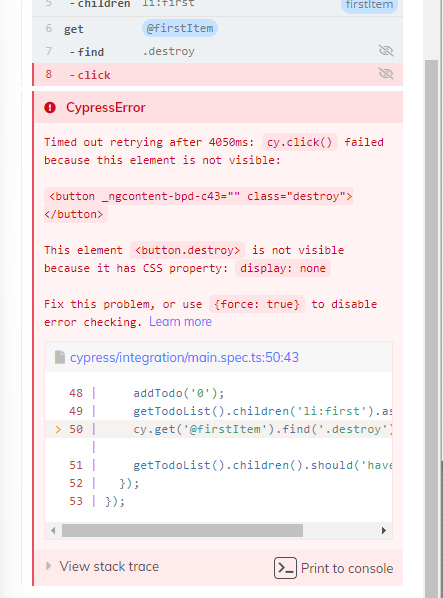 5 -children li:first firstItem
6 get @firstItem
7 -find .destroy
8 -click
CypressError
Timed out retrying after 4050ms: cy.click() failed
because this element is not visible:
<button _ngcontent-bpd-c43="" class="destroy">
</button>
This element <button.destroy> is not visible
because it has CSS property: display: none
Fix this problem, or use {force: true} to disable
error checking. Learn more
cypress/integration/main.spec.ts:50:43
48 | addTodo('0');
49 | getTodoList().children('li:first').as
> 50 | cy.get('@firstItem').find('.destroy')
|
51 | getTodoList().children().should('have
52 | });
53 | });
View stack trace
>_ Print to console